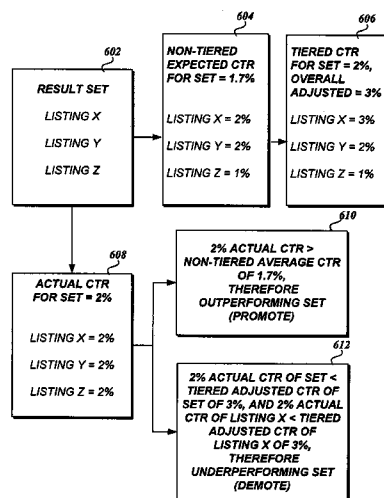 602
RESULT SET
LISTING X
LISTING Y
LISTING Z
604
NON-TIERED
EXPECTED CTR
FOR SET = 1.7%
LISTING X = 2%
LISTING Y = 2%
LISTING Z = 1%
606
TIERED CTR
FOR SET = 2%,
OVERALL
ADJUSTED = 3%
LISTING X = 3%
LISTING Y = 2%
LISTING Z = 1%
608
ACTUAL CTR
FOR SET = 2%
LISTING X = 2%
LISTING Y = 2%
LISTING Z = 2%
610
2% ACTUAL CTR >
NON-TIERED AVERAGE CTR
OF 1.7%,
THEREFORE
OUTPERFORMING SET
(PROMOTE)
612
2% ACTUAL CTR OF SET <
TIERED ADJUSTED CTR OF
SET OF 3%, AND 2% ACTUAL
CTR OF LISTING X < TIERED
ADJUSTED CTR OF
LISTING X OF 3%,
THEREFORE
UNDERPERFORMING SET
(DEMOTE)